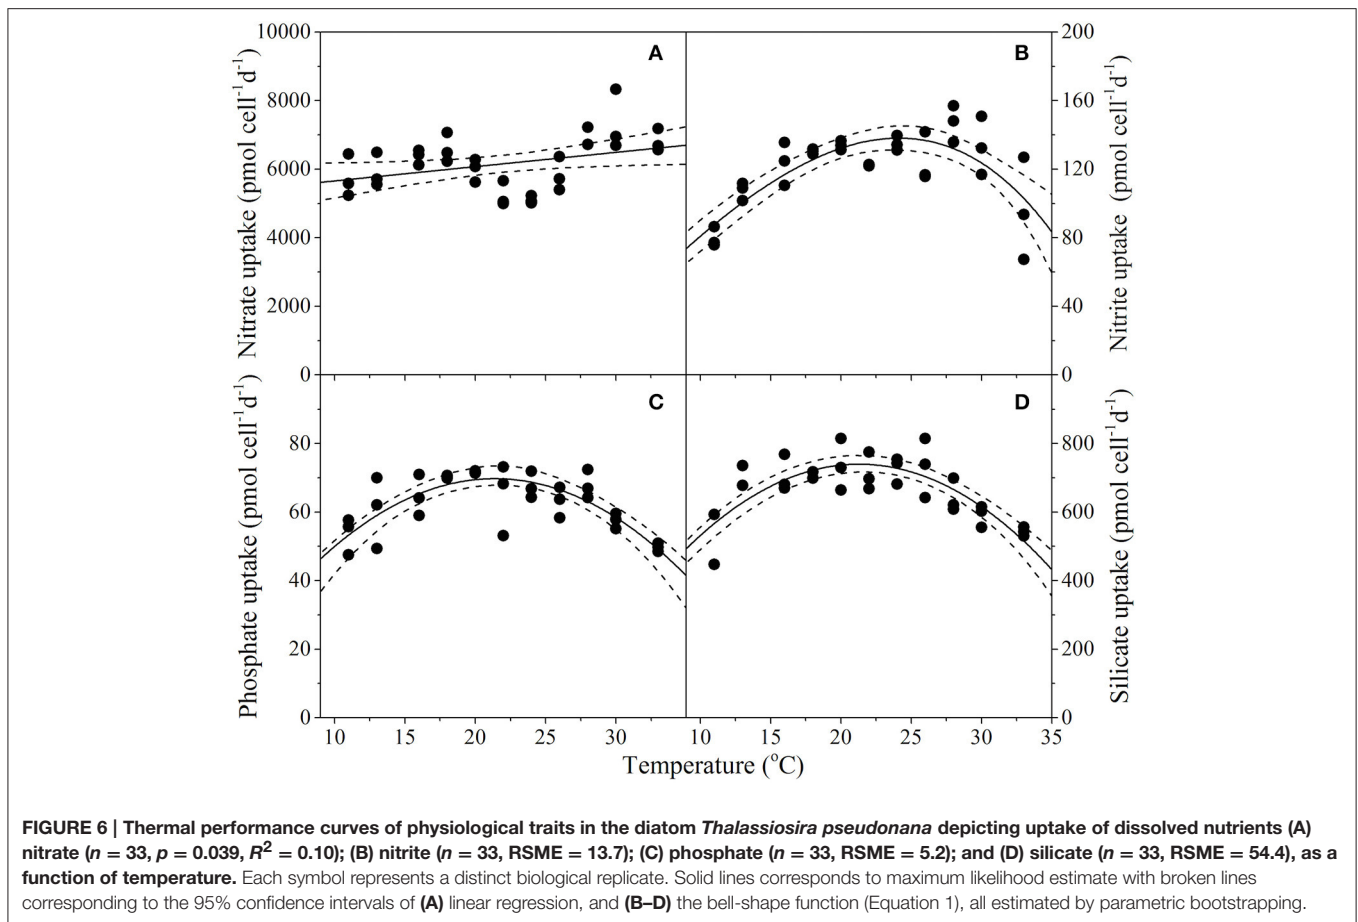 10000
8000
6000
4000
2000
0
Nitrate uptake (pmol cell⁻¹d⁻¹)
A
B
200
160
120
80
40
0
Nitrite uptake (pmol cell⁻¹d⁻¹)
80
60
40
20
0
Phosphate uptake (pmol cell⁻¹d⁻¹)
C
D
800
600
400
200
0
Silicate uptake (pmol cell⁻¹d⁻¹)
10 15 20 25 30 10 15 20 25 30 35
Temperature (°C)
FIGURE 6 | Thermal performance curves of physiological traits in the diatom Thalassiosira pseudonana depicting uptake of dissolved nutrients (A)
nitrate (n = 33, p = 0.039, R² = 0.10); (B) nitrite (n = 33, RSME = 13.7); (C) phosphate (n = 33, RSME = 5.2); and (D) silicate (n = 33, RSME = 54.4), as a
function of temperature. Each symbol represents a distinct biological replicate. Solid lines corresponds to maximum likelihood estimate with broken lines
corresponding to the 95% confidence intervals of (A) linear regression, and (B–D) the bell-shape function (Equation 1), all estimated by parametric bootstrapping.